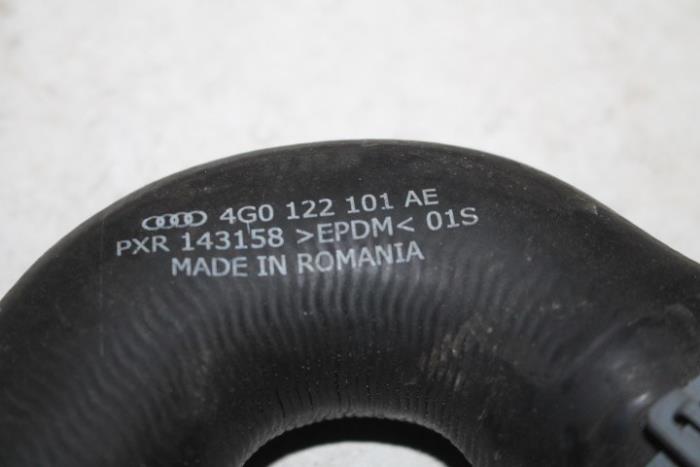 4G0 122 101 AE
PXR 143158 >EPDM< 01S
MADE IN ROMANIA